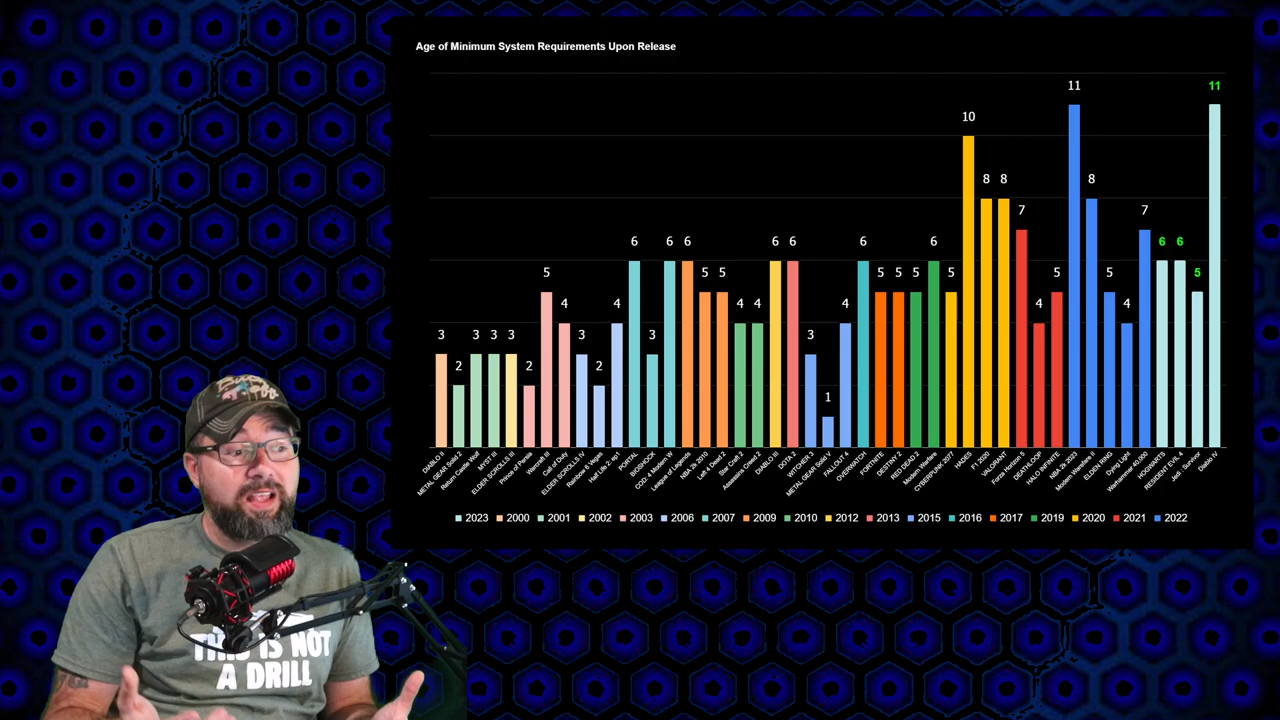 Age of Minimum System Requirements Upon Release
3 2 3 3 3 2 5 4 3 2 4 6 3 6 6 5 5 4 4 6 6 3 1 4 6 5 5 5 6 5 10 8 8 7 4 5 11 8 5 4 7 6 6 5 11
DIABLO II
METAL GEAR Solid 2
Return Castle Wolf
MYST III
ELDER SCROLLS III
Prince of Persia
Warcraft III
Call of Duty
ELDER SCROLLS IV
Rainbow 6 Vegas
Half Life 2: ep1
PORTAL
BIOSHOCK
COD: 4 Modern W
League of Legends
NBA 2k 2010
Left 4 Dead 2
Star Craft 2
Assassins Creed 2
DIABLO III
DOTA 2
WITCHER 3
METAL GEAR Solid V
FALLOUT 4
OVERWATCH
FORTNITE
DESTINY 2
RED DEAD 2
Modern Warfare
CYBERPUNK 2077
HADES
F1 2020
VALORANT
Forza Horizon 5
DEATHLOOP
HALO INFINITE
NBA 2k 2023
Modern Warefare II
ELDEN RING
Dying Light
Warhammer 40,000
HOGWARTS
RESIDENT EVIL 4
Jedi : Survivor
Diablo IV
2023 2000 2001 2002 2003 2006 2007 2009 2010 2012 2013 2015 2016 2017 2019 2020 2021 2022
THIS IS NOT
A DRILL